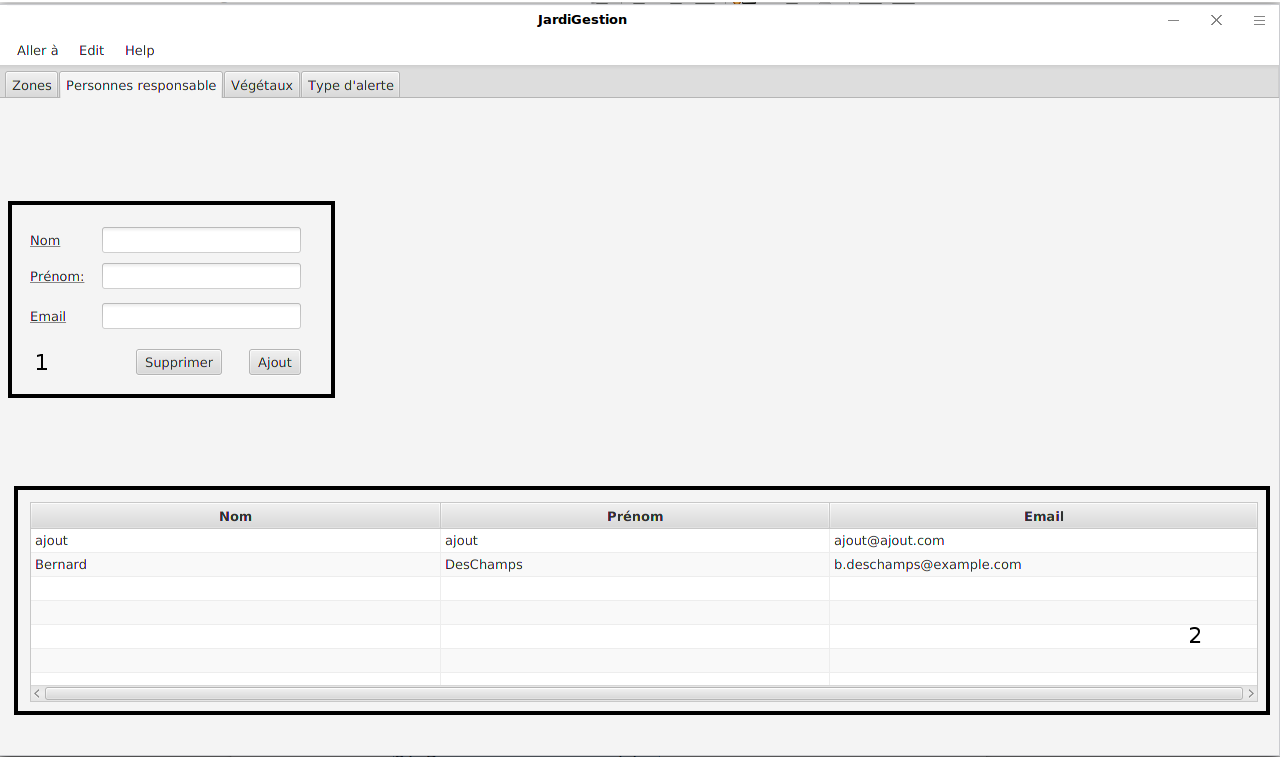 JardiGestion
Aller à Edit Help
Zones Personnes responsable Végétaux Type d'alerte
Nom
Prénom:
Email
1 Supprimer Ajout
Nom Prénom Email
ajout ajout ajout@ajout.com
Bernard DesChamps b.deschamps@example.com
2